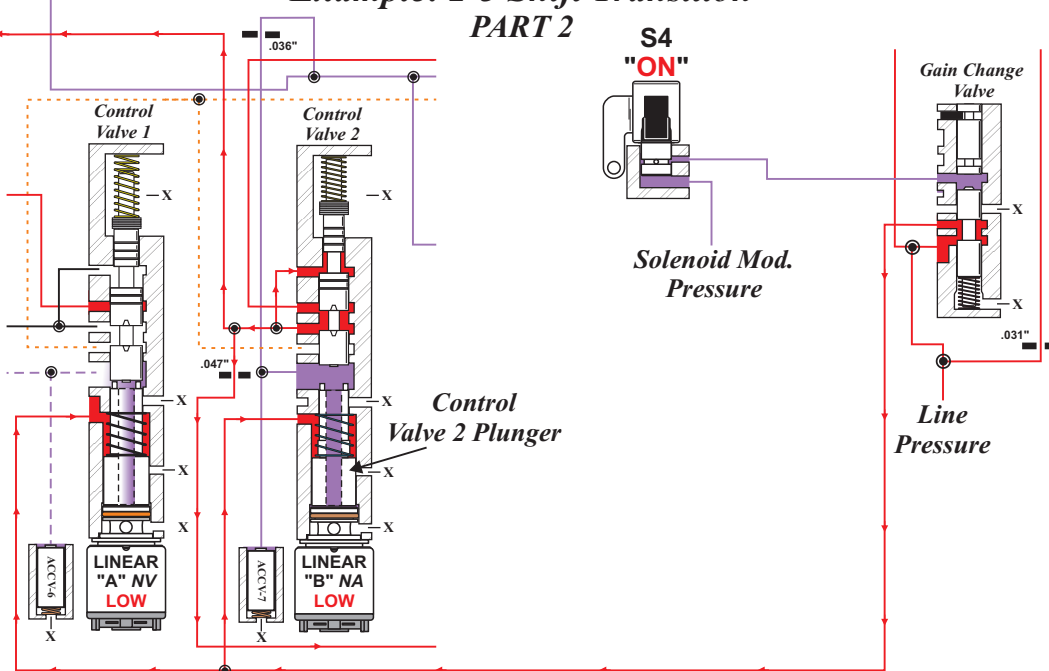 PART 2
.036"
S4
"ON"
Gain Change
Valve
Control
Valve 1
Control
Valve 2
X
X
X
Solenoid Mod.
Pressure
X
.031"
.047"
Control
Valve 2 Plunger
X
X
Line
Pressure
X
X
X
X
ACCV-6
LINEAR
"A" NV
LOW
ACCV-7
LINEAR
"B" NA
LOW
X
X